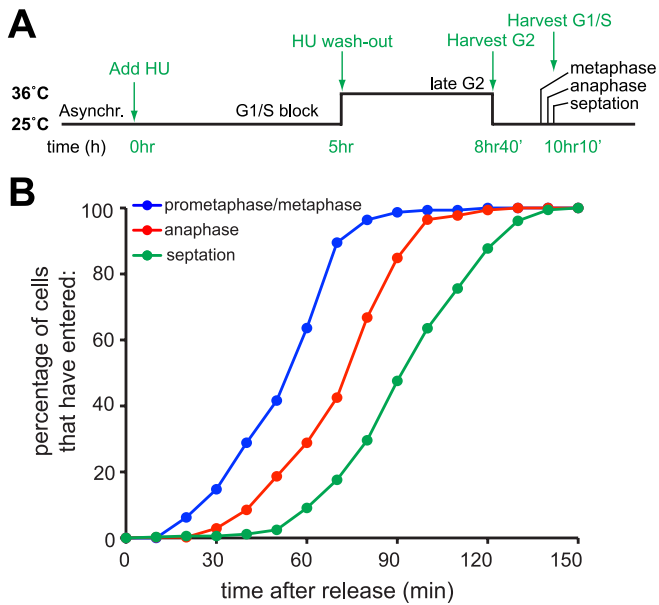 A
Harvest G1/S
HU wash-out
Harvest G2
Add HU
metaphase
36˚C
late G2
anaphase
Asynchr.
G1/S block
septation
25˚C
time (h)
0hr
5hr
8hr40'
10hr10'
B
100
prometaphase/metaphase
anaphase
septation
80
60
40
20
0
percentage of cells
that have entered:
0
30
60
90
120
150
time after release (min)